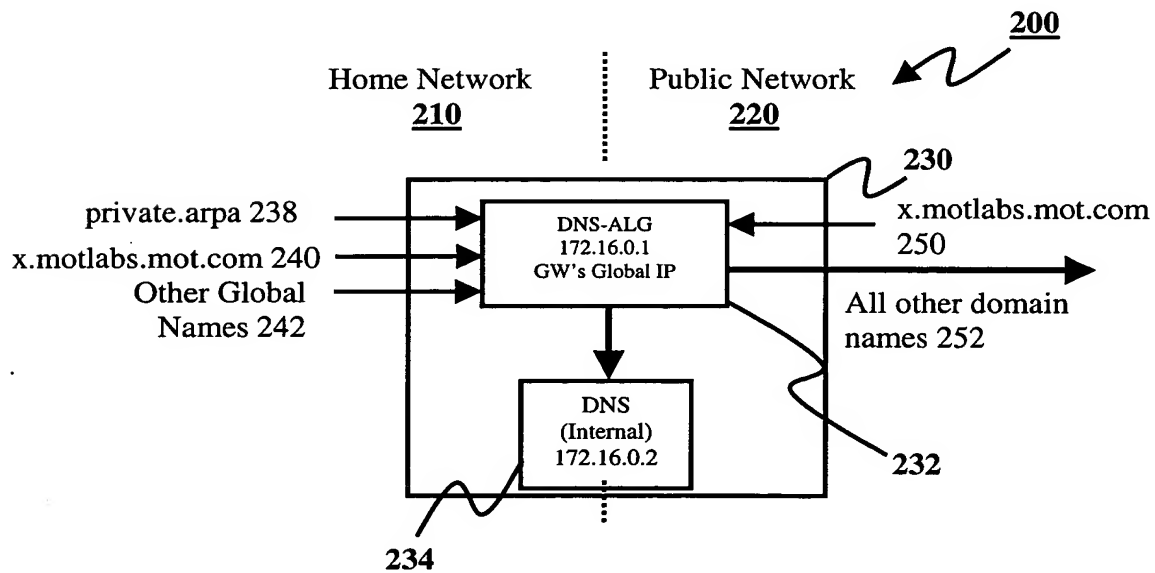 200
Home Network
210
Public Network
220
230
private.arpa 238
x.motlabs.mot.com 240
Other Global
Names 242
DNS-ALG
172.16.0.1
GW's Global IP
x.motlabs.mot.com
250
All other domain
names 252
DNS
(Internal)
172.16.0.2
232
234